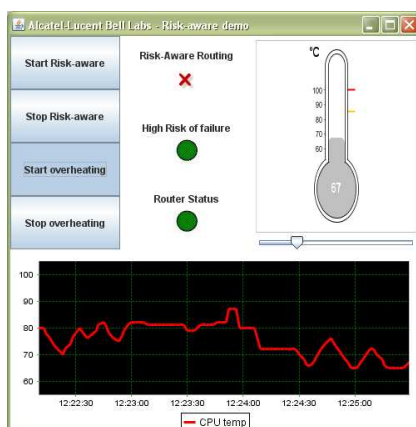 Alcatel-Lucent Bell Labs - Risk-aware demo
Start Risk-aware
Stop Risk-aware
Start overheating
Stop overheating
Risk-Aware Routing
High Risk of failure
Router Status
°C
100
90
80
70
60
67
100
90
80
70
60
12:22:30
12:23:00
12:23:30
12:24:00
12:24:30
12:25:00
CPU temp